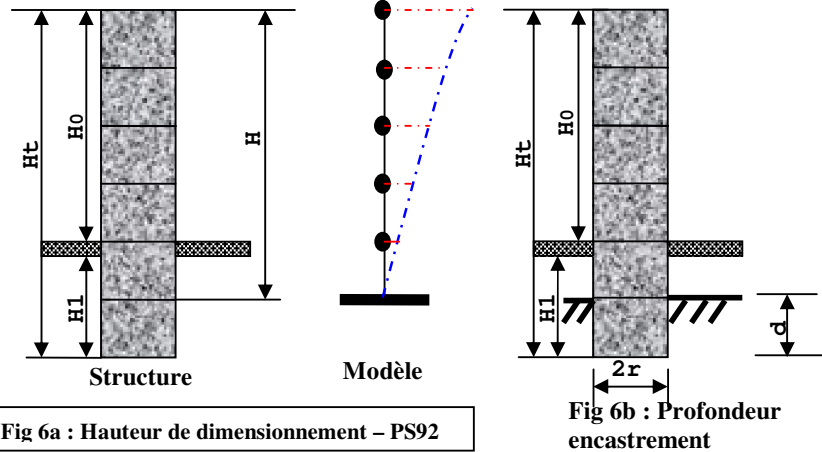 Ht
H0
H1
H
Structure
Modèle
Fig 6a : Hauteur de dimensionnement – PS92
Ht
H0
H1
d
2r
Fig 6b : Profondeur
encastrement